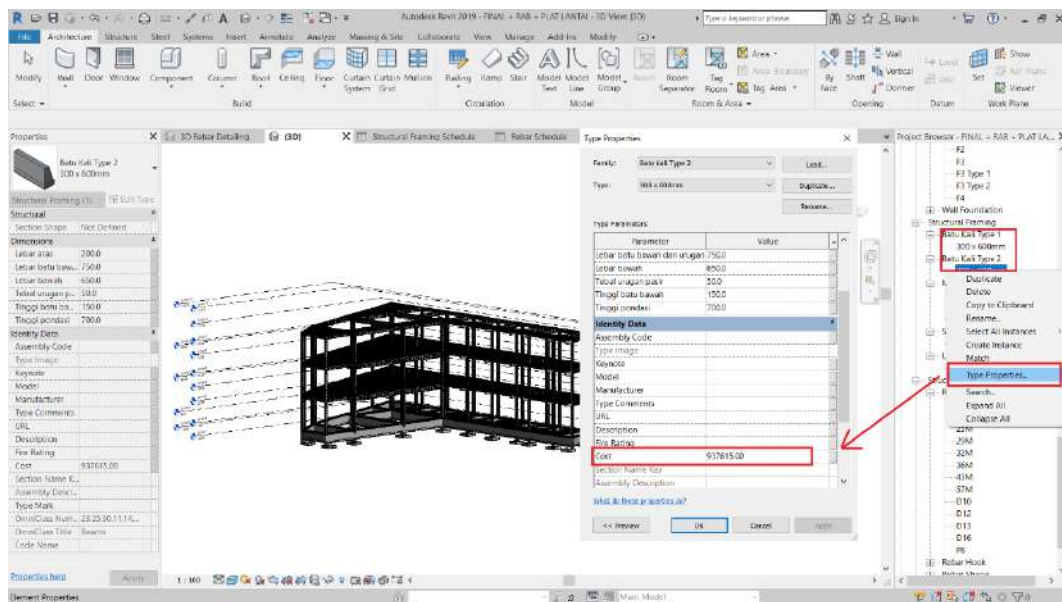 Autodesk Revit 2019 - FINAL + RAB + PLAT LANTAI - 3D View: {3D}
Type a keyword or phrase
Sign In
File Architecture Structure Steel Systems Insert Annotate Analyze Massing & Site Collaborate View Manage Add-Ins Modify
Modify Wall Door Window Component Column Roof Ceiling Floor Curtain System Curtain Grid Mullion Railing Ramp Stair Model Text Model Line Model Group Room Room Separator Tag Room Area Area Boundary Tag Area By Face Shaft Wall Vertical Dormer Level Grid Set Show Ref Plane Viewer
Select Build Circulation Model Room & Area Opening Datum Work Plane
Properties
Batu Kali Type 2
300 x 600mm
Structural Framing (1) Edit Type
Structural
Section Shape Not Defined
Dimensions
Lebar atas 200.0
Lebar batu baw... 750.0
Lebar bawah 650.0
Tebal urugan p... 50.0
Tinggi batu ba... 150.0
Tinggi pondasi 700.0
Identity Data
Assembly Code
Type Image
Keynote
Model
Manufacturer
Type Comments
URL
Description
Fire Rating
Cost 937615.00
Section Name K...
Assembly Descr...
Type Mark
OmniClass Num... 23.25.30.11.14...
OmniClass Title Beams
Code Name
Properties help Apply
3D Rebar Detailing {3D} Structural Framing Schedule Rebar Schedule
1 : 100
Type Properties
Family: Batu Kali Type 2 Load...
Type: 300 x 600mm Duplicate...
Rename...
Type Parameters
Parameter Value
Lebar batu bawah dan urugan 750.0
Lebar bawah 650.0
Tebal urugan pasir 50.0
Tinggi batu bawah 150.0
Tinggi pondasi 700.0
Identity Data
Assembly Code
Type Image
Keynote
Model
Manufacturer
Type Comments
URL
Description
Fire Rating
Cost 937615.00
Section Name Key
Assembly Description
What do these properties do?
<< Preview OK Cancel Apply
Project Browser - FINAL + RAB + PLAT LA...
F2
F3
F3 Type 1
F3 Type 2
F4
Wall Foundation
Structural Framing
Batu Kali Type 1
300 x 600mm
Batu Kali Type 2
Duplicate
Delete
Copy to Clipboard
Rename...
Select All Instances
Create Instance
Match
Type Properties...
Search...
Expand All
Collapse All
29M
32M
36M
43M
57M
D10
D12
D13
D16
P6
Rebar Hook
Rebar Shape
Element Properties
Main Model